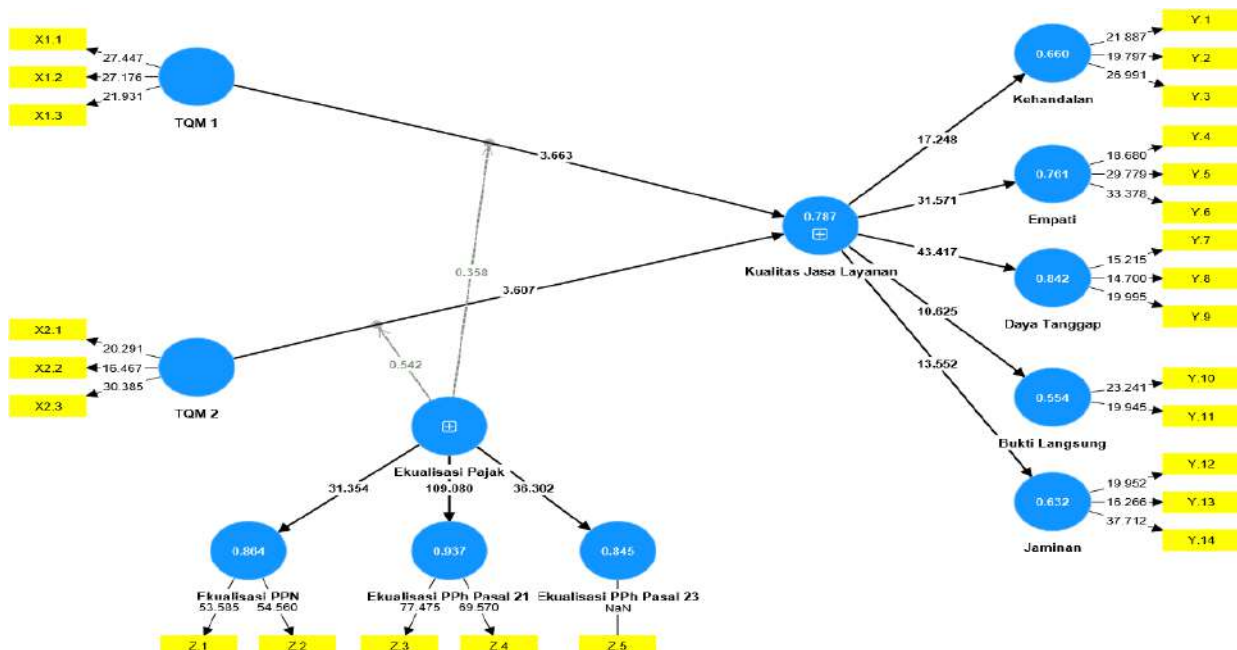 X1.1
X1.2
X1.3
27.447
27.176
21.931
TQM 1
X2.1
X2.2
X2.3
20.291
16.467
30.385
TQM 2
3.663
3.607
0.358
0.542
0.787
Kualitas Jasa Layanan
17.248
31.571
43.417
10.625
13.552
0.660
Kehandalan
21.887
19.797
26.991
Y.1
Y.2
Y.3
0.761
Empati
18.680
29.779
33.378
Y.4
Y.5
Y.6
0.842
Daya Tanggap
15.215
14.700
19.995
Y.7
Y.8
Y.9
0.554
Bukti Langsung
23.241
19.945
Y.10
Y.11
0.632
Jaminan
19.952
16.266
37.712
Y.12
Y.13
Y.14
Ekualisasi Pajak
31.354
109.080
36.302
0.864
Ekualisasi PPN
53.585
54.560
Z.1
Z.2
0.937
Ekualisasi PPh Pasal 21
77.475
69.570
Z.3
Z.4
0.845
Ekualisasi PPh Pasal 23
NaN
Z.5